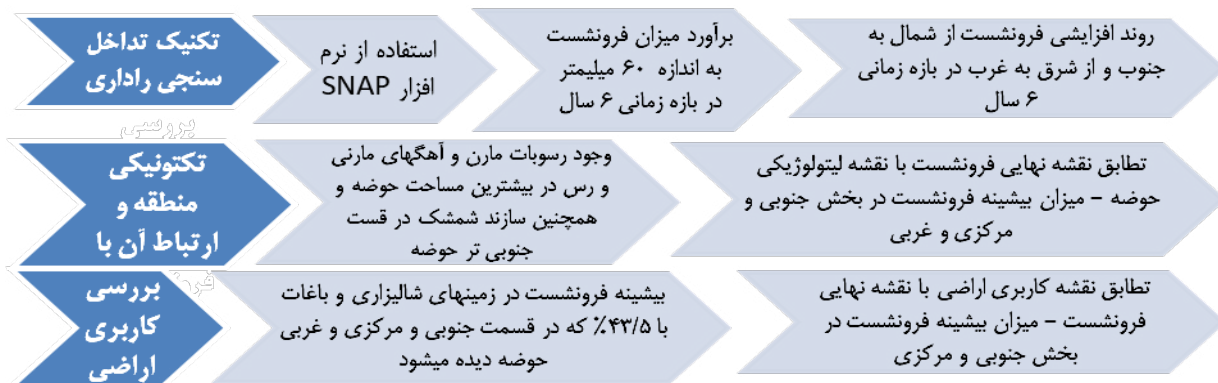 تکنیک تداخل
سنجی راداری
استفاده از نرم
افزار SNAP
برآورد میزان فرونشست
به اندازه ۶۰ میلیمتر
در بازه زمانی ۶ سال
روند افزایشی فرونشست از شمال به
جنوب و از شرق به غرب در بازه زمانی
۶ سال
بررسی
تکتونیکی
منطقه و
ارتباط آن با
وجود رسوبات مارن و آهگهای مارنی
و رس در بیشترین مساحت حوضه و
همچنین سازند شمشک در قست
جنوبی تر حوضه
تطابق نقشه نهایی فرونشست با نقشه لیتولوژیکی
حوضه – میزان بیشینه فرونشست در بخش جنوبی و
مرکزی و غربی
بررسی
کاربری
اراضی
بیشینه فرونشست در زمینهای شالیزاری و باغات
با ۴۳/۵٪ که در قسمت جنوبی و مرکزی و غربی
حوضه دیده میشود
تطابق نقشه کاربری اراضی با نقشه نهایی
فرونشست – میزان بیشینه فرونشست در
بخش جنوبی و مرکزی